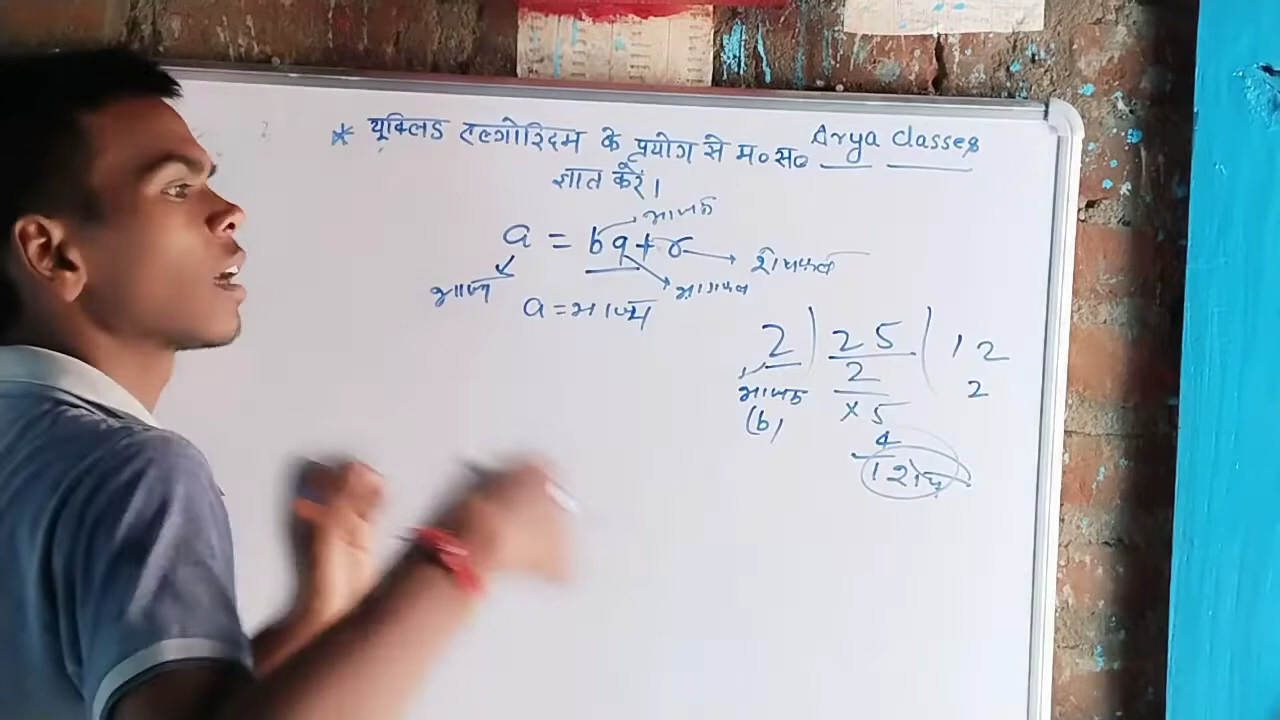 * यूक्लिड एल्गोरिदम के प्रयोग से म०स० Arya Classes
ज्ञात करें।
भाजक
a = bq + r
शेषफल
भाज्य
भागफल
a = भाज्य
2 ) 25 ( 12
2
2
भाजक
× 5
(b)
4
1 शेष